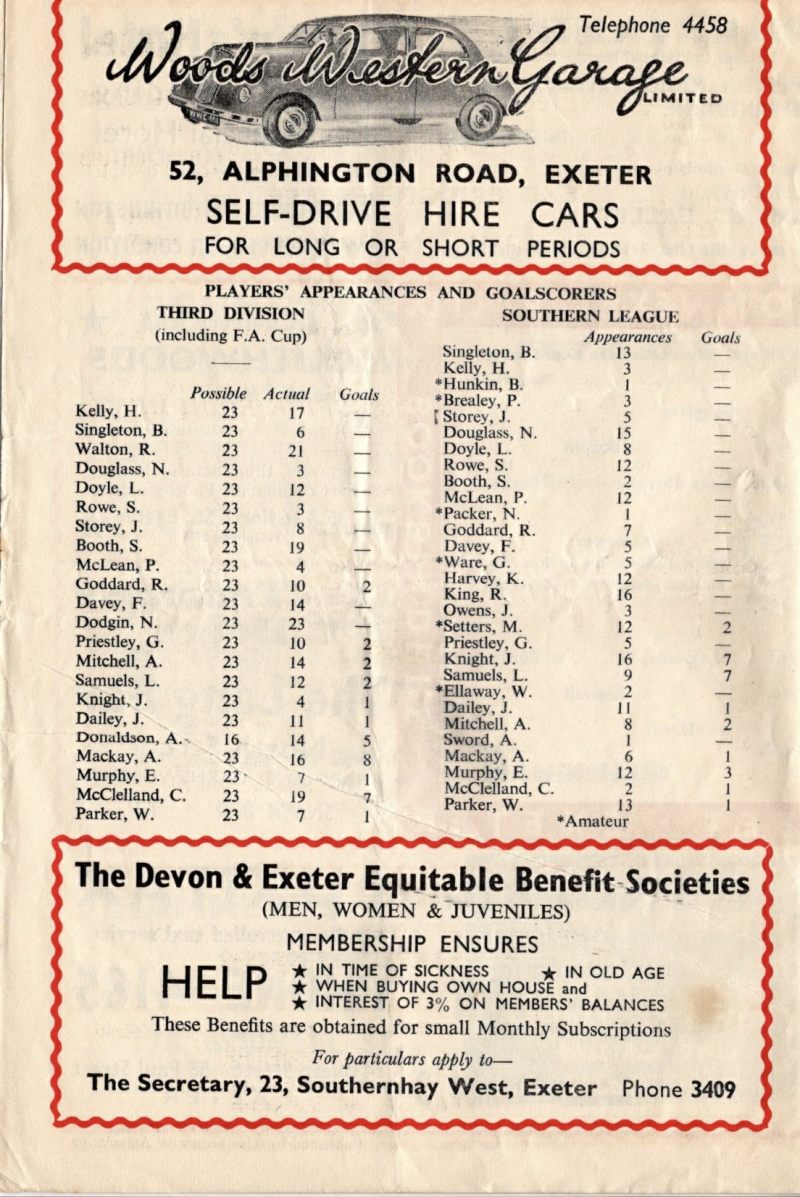 Telephone 4458
Woods Western Garage
LIMITED
52, ALPHINGTON ROAD, EXETER
SELF-DRIVE HIRE CARS
FOR LONG OR SHORT PERIODS
PLAYERS' APPEARANCES AND GOALSCORERS
THIRD DIVISION
(including F.A. Cup)
Possible Actual Goals
Kelly, H. 23 17 —
Singleton, B. 23 6 —
Walton, R. 23 21 —
Douglass, N. 23 3 —
Doyle, L. 23 12 —
Rowe, S. 23 3 —
Storey, J. 23 8 —
Booth, S. 23 19 —
McLean, P. 23 4 —
Goddard, R. 23 10 2
Davey, F. 23 14 —
Dodgin, N. 23 23 —
Priestley, G. 23 10 2
Mitchell, A. 23 14 2
Samuels, L. 23 12 2
Knight, J. 23 4 1
Dailey, J. 23 11 1
Donaldson, A. 16 14 5
Mackay, A. 23 16 8
Murphy, E. 23 7 1
McClelland, C. 23 19 7
Parker, W. 23 7 1
SOUTHERN LEAGUE
Appearances Goals
Singleton, B. 13 —
Kelly, H. 3 —
*Hunkin, B. 1 —
*Brealey, P. 3 —
Storey, J. 5 —
Douglass, N. 15 —
Doyle, L. 8 —
Rowe, S. 12 —
Booth, S. 2 —
McLean, P. 12 —
*Packer, N. 1 —
Goddard, R. 7 —
Davey, F. 5 —
*Ware, G. 5 —
Harvey, K. 12 —
King, R. 16 —
Owens, J. 3 —
*Setters, M. 12 2
Priestley, G. 5 —
Knight, J. 16 7
Samuels, L. 9 7
*Ellaway, W. 2 —
Dailey, J. 11 1
Mitchell, A. 8 2
Sword, A. 1 —
Mackay, A. 6 1
Murphy, E. 12 3
McClelland, C. 2 1
Parker, W. 13 1
*Amateur
The Devon & Exeter Equitable Benefit Societies
(MEN, WOMEN & JUVENILES)
MEMBERSHIP ENSURES
HELP
★ IN TIME OF SICKNESS ★ IN OLD AGE
★ WHEN BUYING OWN HOUSE and
★ INTEREST OF 3% ON MEMBERS' BALANCES
These Benefits are obtained for small Monthly Subscriptions
For particulars apply to—
The Secretary, 23, Southernhay West, Exeter Phone 3409